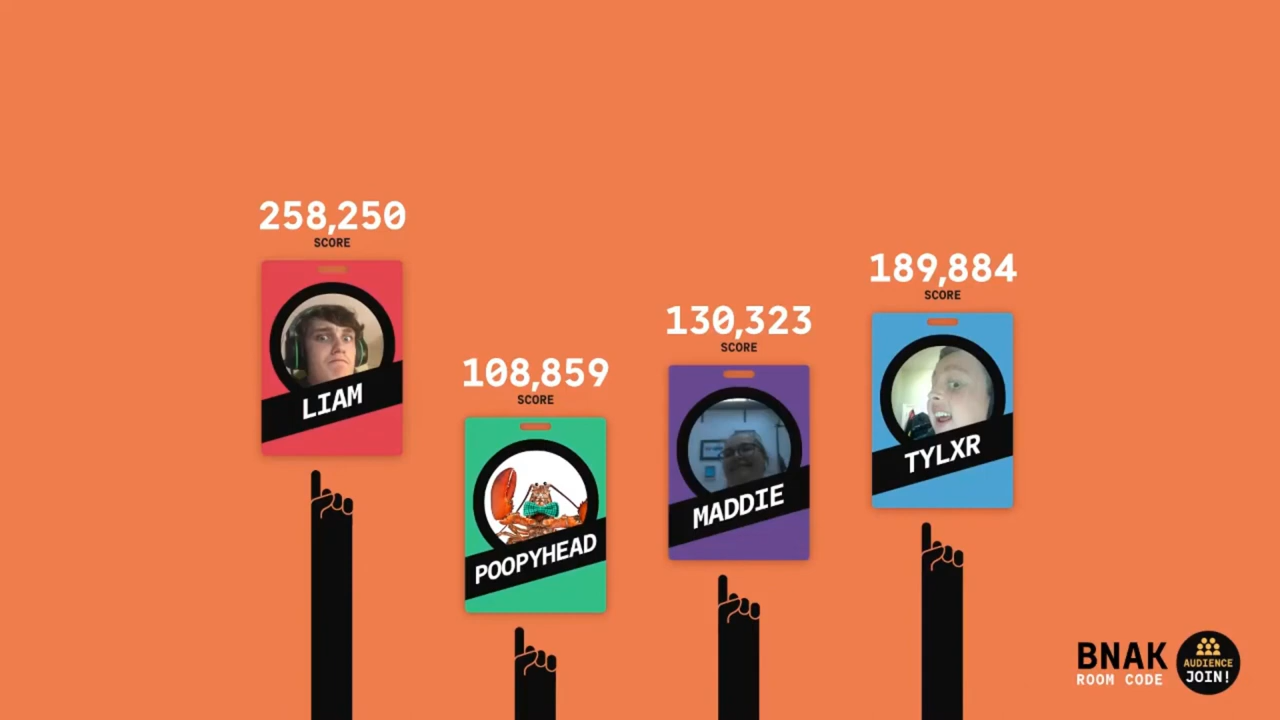 258,250
SCORE
LIAM
108,859
SCORE
POOPYHEAD
130,323
SCORE
MADDIE
189,884
SCORE
TYLXR
BNAK
ROOM CODE
AUDIENCE
JOIN!